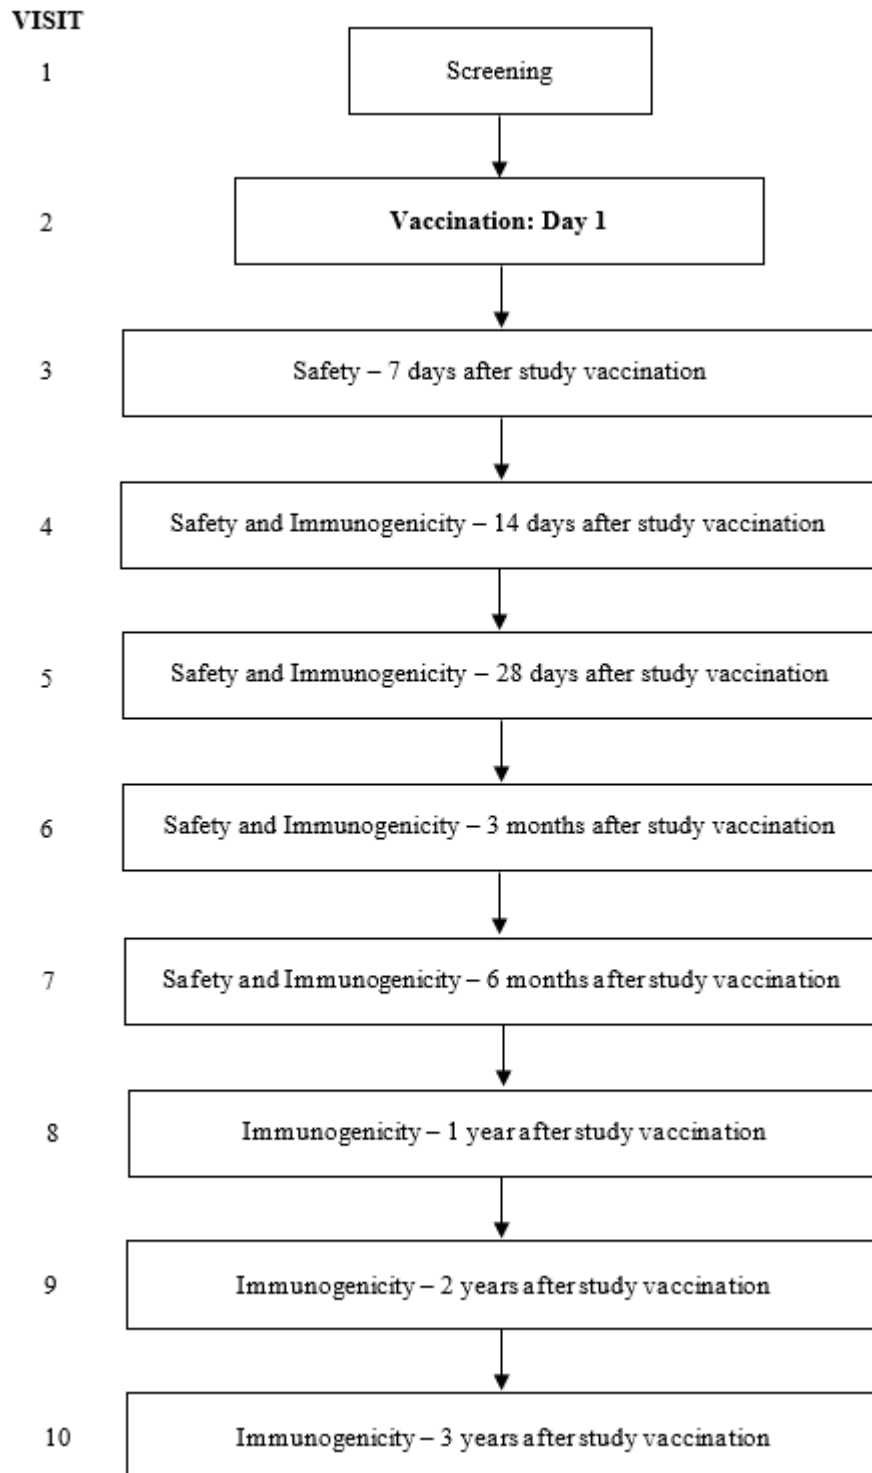 VISIT
1 Screening
2 Vaccination: Day 1
3 Safety – 7 days after study vaccination
4 Safety and Immunogenicity – 14 days after study vaccination
5 Safety and Immunogenicity – 28 days after study vaccination
6 Safety and Immunogenicity – 3 months after study vaccination
7 Safety and Immunogenicity – 6 months after study vaccination
8 Immunogenicity – 1 year after study vaccination
9 Immunogenicity – 2 years after study vaccination
10 Immunogenicity – 3 years after study vaccination